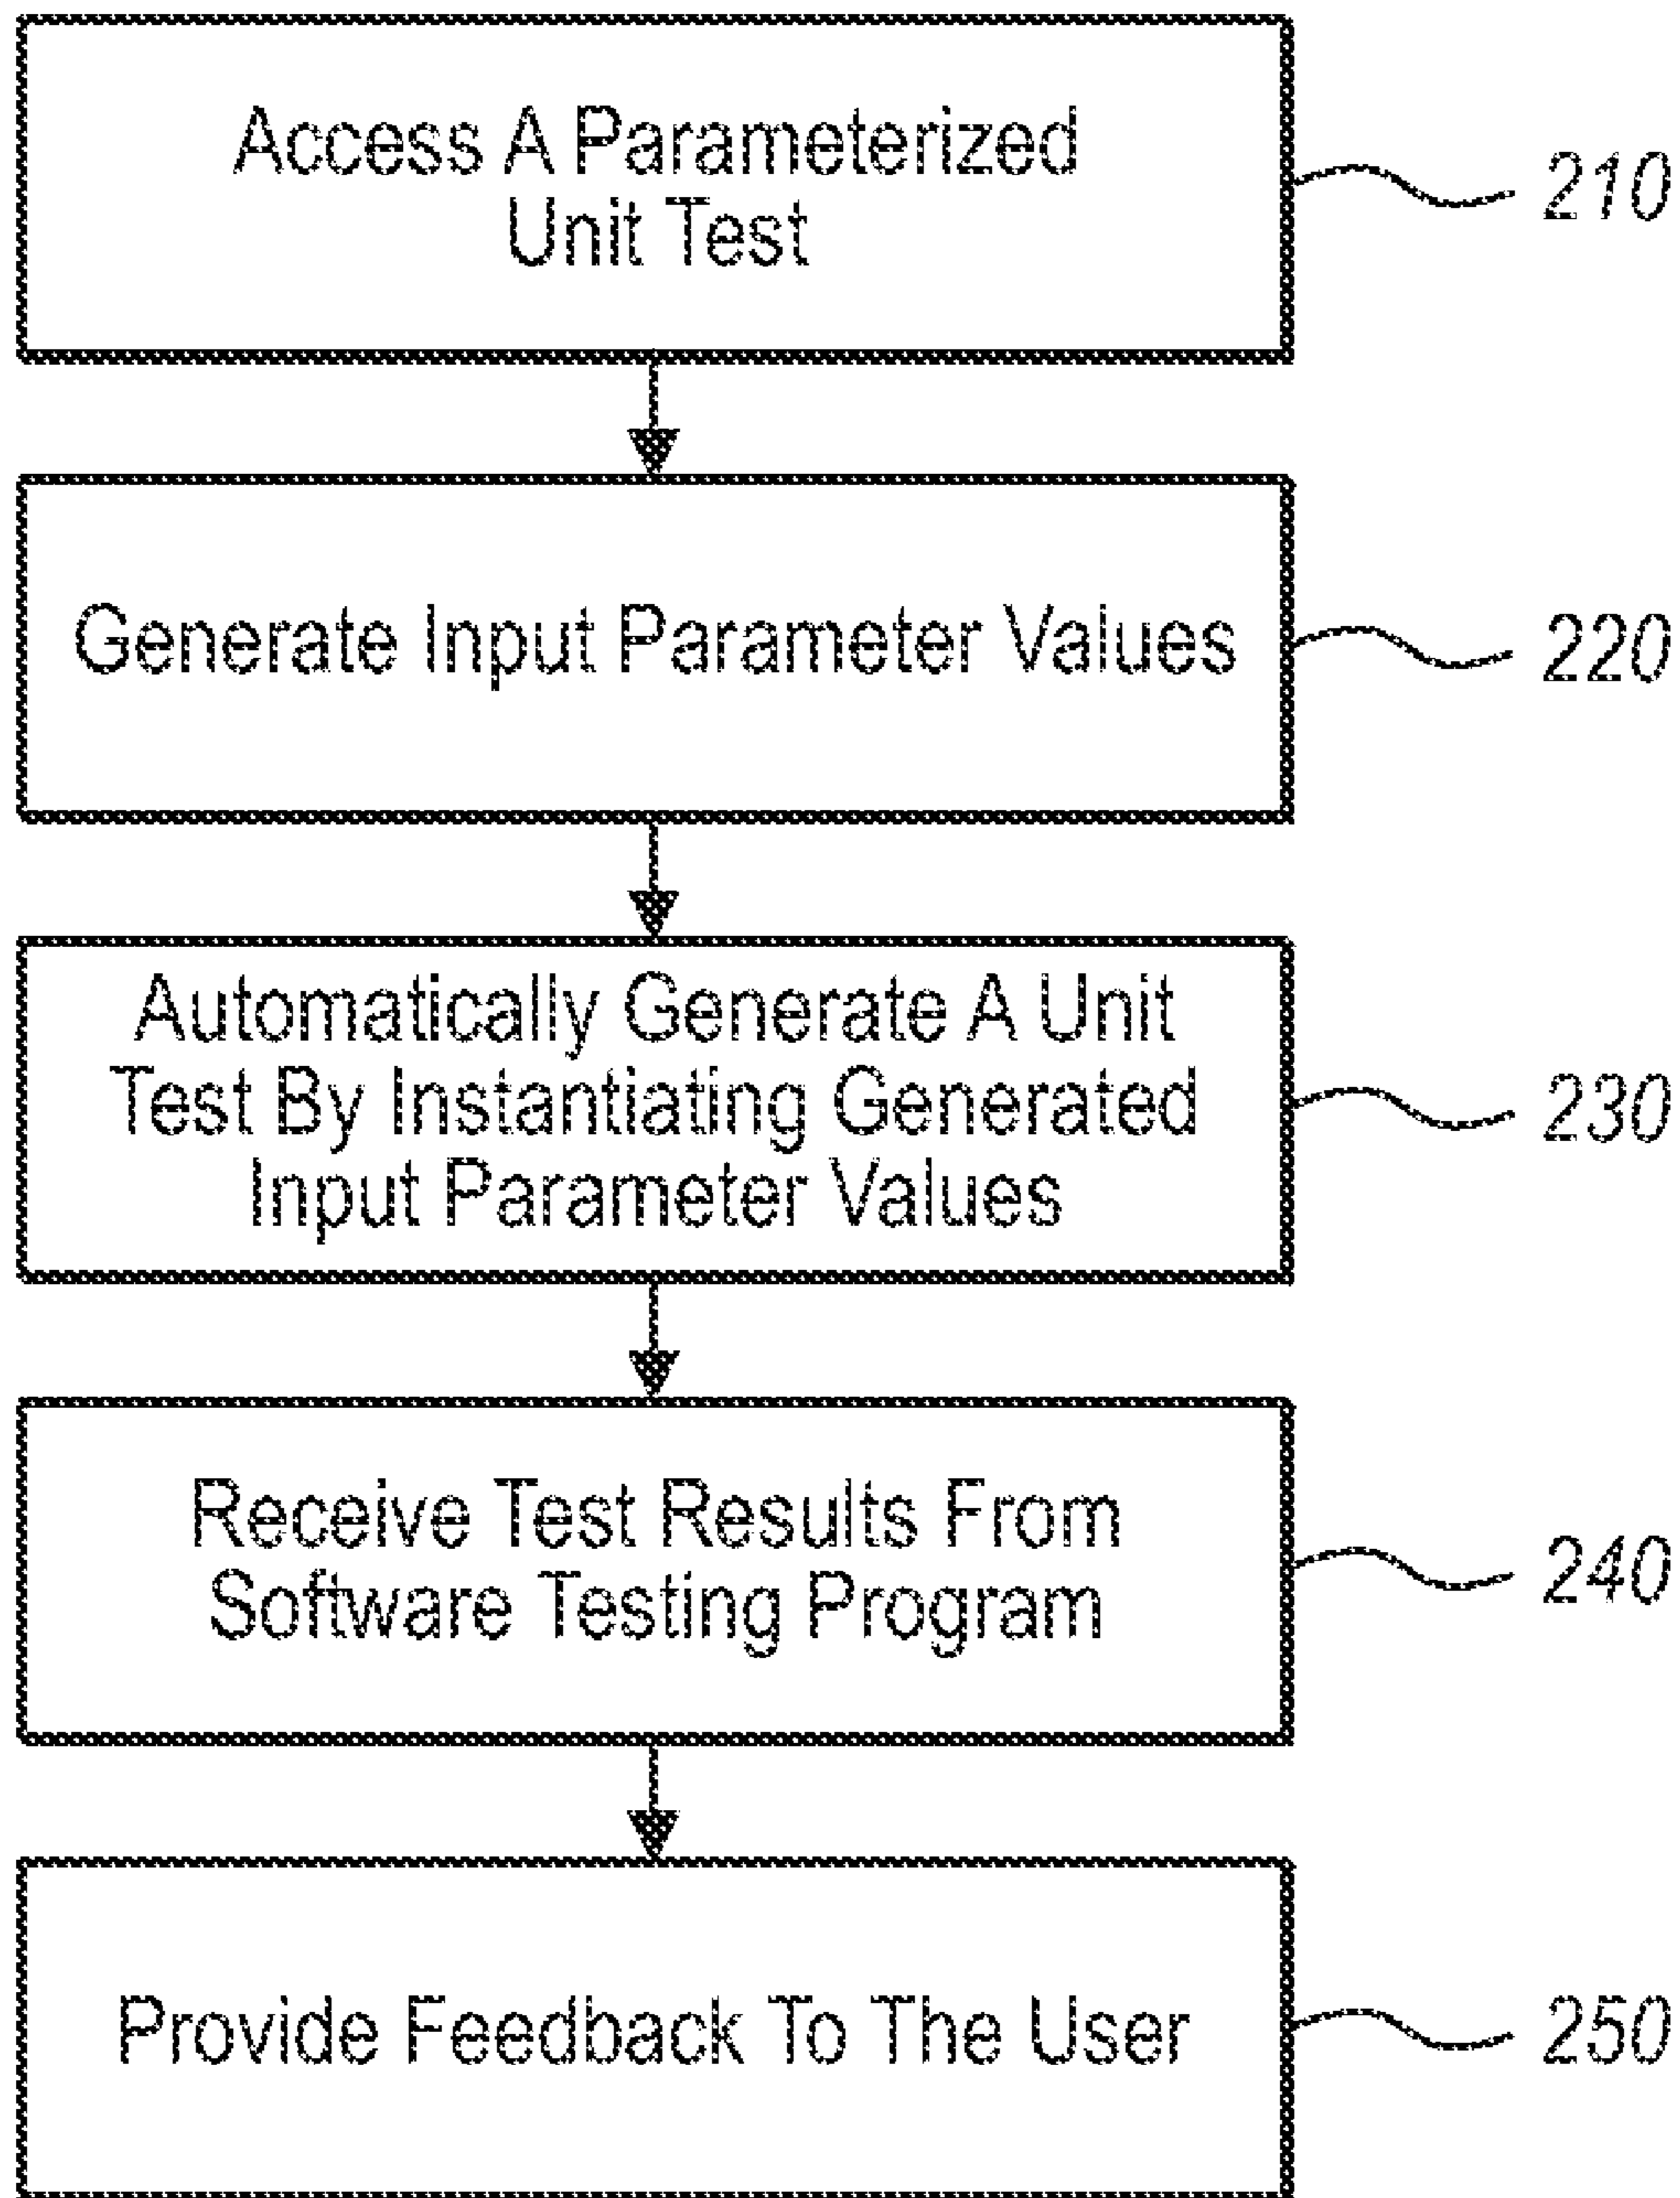 Access A Parameterized
Unit Test
210
Generate Input Parameter Values
220
Automatically Generate A Unit
Test By Instantiating Generated
Input Parameter Values
230
Receive Test Results From
Software Testing Program
240
Provide Feedback To The User
250